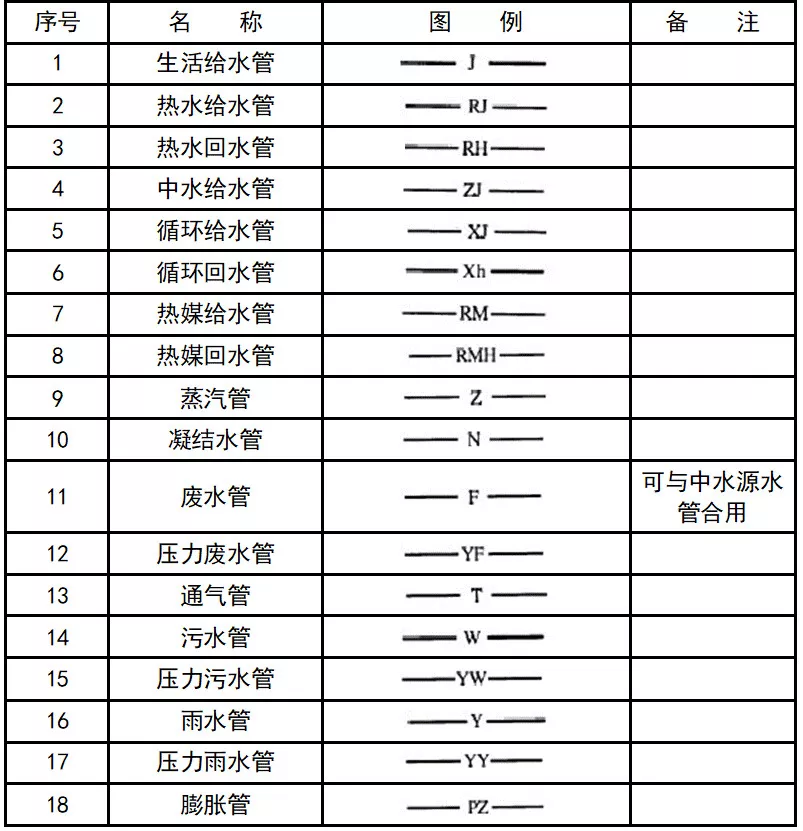 序号 名 称 图 例 备 注
1 生活给水管 J
2 热水给水管 RJ
3 热水回水管 RH
4 中水给水管 ZJ
5 循环给水管 XJ
6 循环回水管 Xh
7 热媒给水管 RM
8 热媒回水管 RMH
9 蒸汽管 Z
10 凝结水管 N
11 废水管 F 可与中水源水
管合用
12 压力废水管 YF
13 通气管 T
14 污水管 W
15 压力污水管 YW
16 雨水管 Y
17 压力雨水管 YY
18 膨胀管 PZ